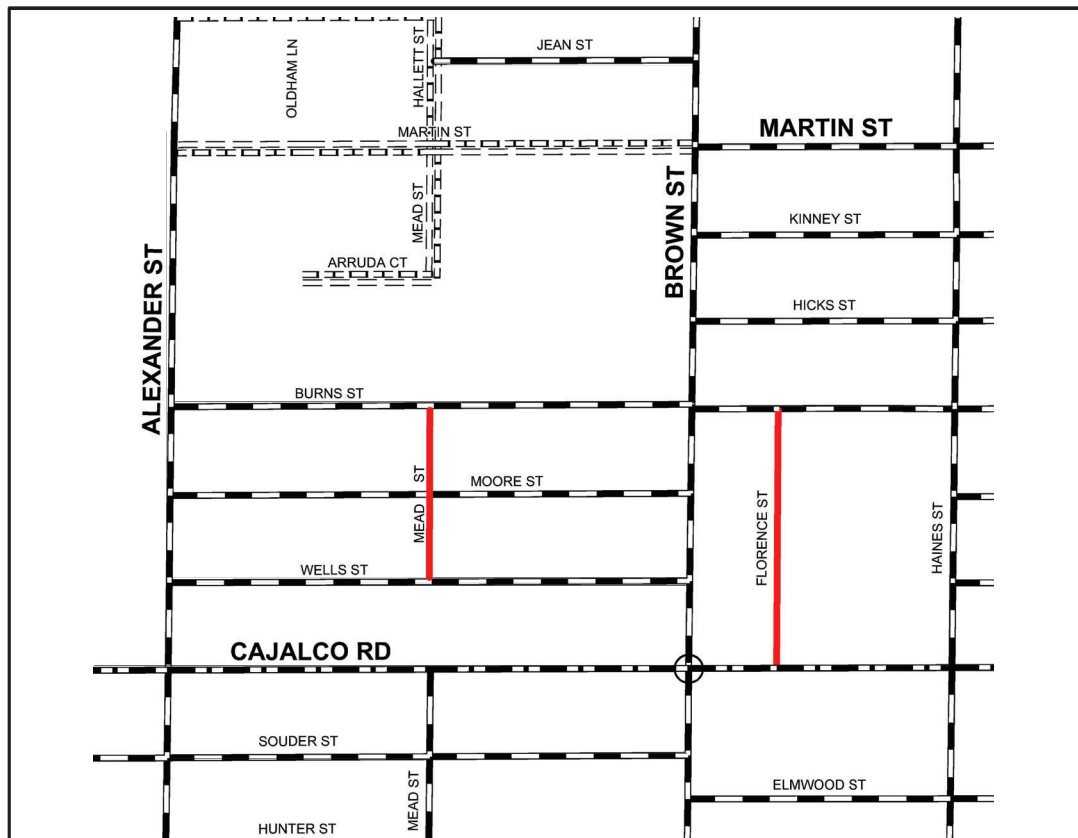 JEAN ST
OLDHAM LN
HALLETT ST
MARTIN ST
MARTIN ST
MEAD ST
BROWN ST
KINNEY ST
ALEXANDER ST
ARRUDA CT
HICKS ST
BURNS ST
MEAD ST
MOORE ST
FLORENCE ST
HAINES ST
WELLS ST
CAJALCO RD
SOUDER ST
MEAD ST
ELMWOOD ST
HUNTER ST